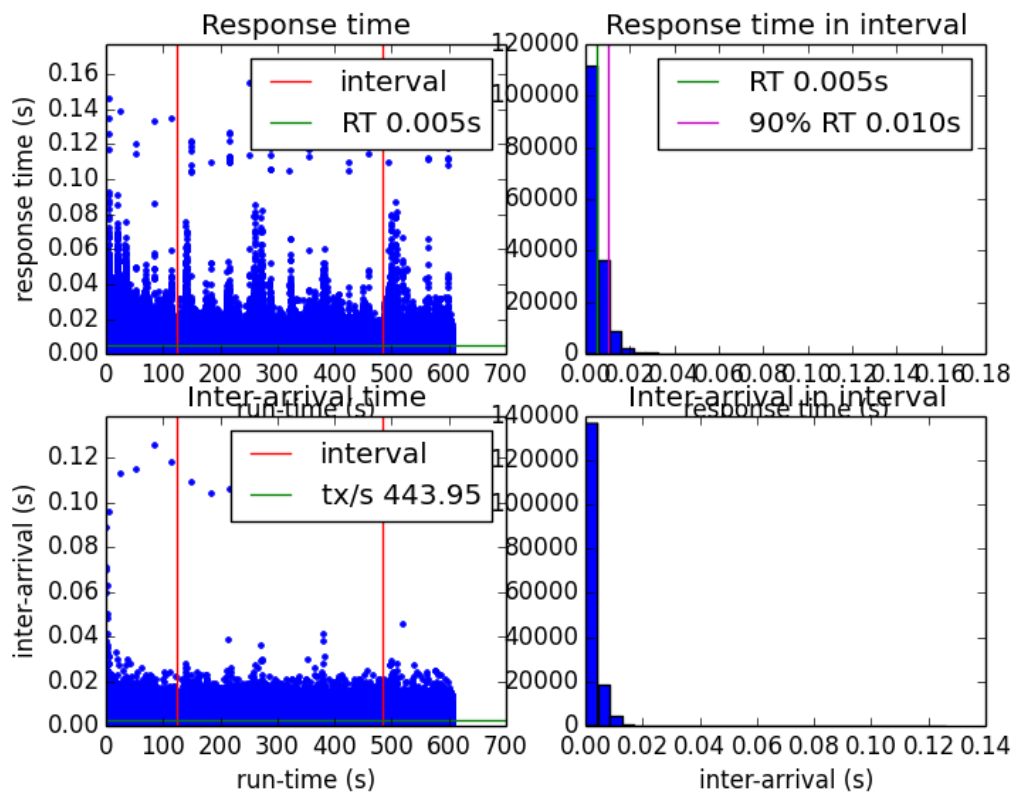 Response time
response time (s)
0.16
0.14
0.12
0.10
0.08
0.06
0.04
0.02
0.00
interval
RT 0.005s
0 100 200 300 400 500 600 700
run-time (s)
Response time in interval
120000
100000
80000
60000
40000
20000
0
RT 0.005s
90% RT 0.010s
0.00 0.02 0.04 0.06 0.08 0.10 0.12 0.14 0.16 0.18
response time (s)
Inter-arrival time
inter-arrival (s)
0.12
0.10
0.08
0.06
0.04
0.02
0.00
interval
tx/s 443.95
0 100 200 300 400 500 600 700
run-time (s)
Inter-arrival in interval
140000
120000
100000
80000
60000
40000
20000
0
0.00 0.02 0.04 0.06 0.08 0.10 0.12 0.14
inter-arrival (s)